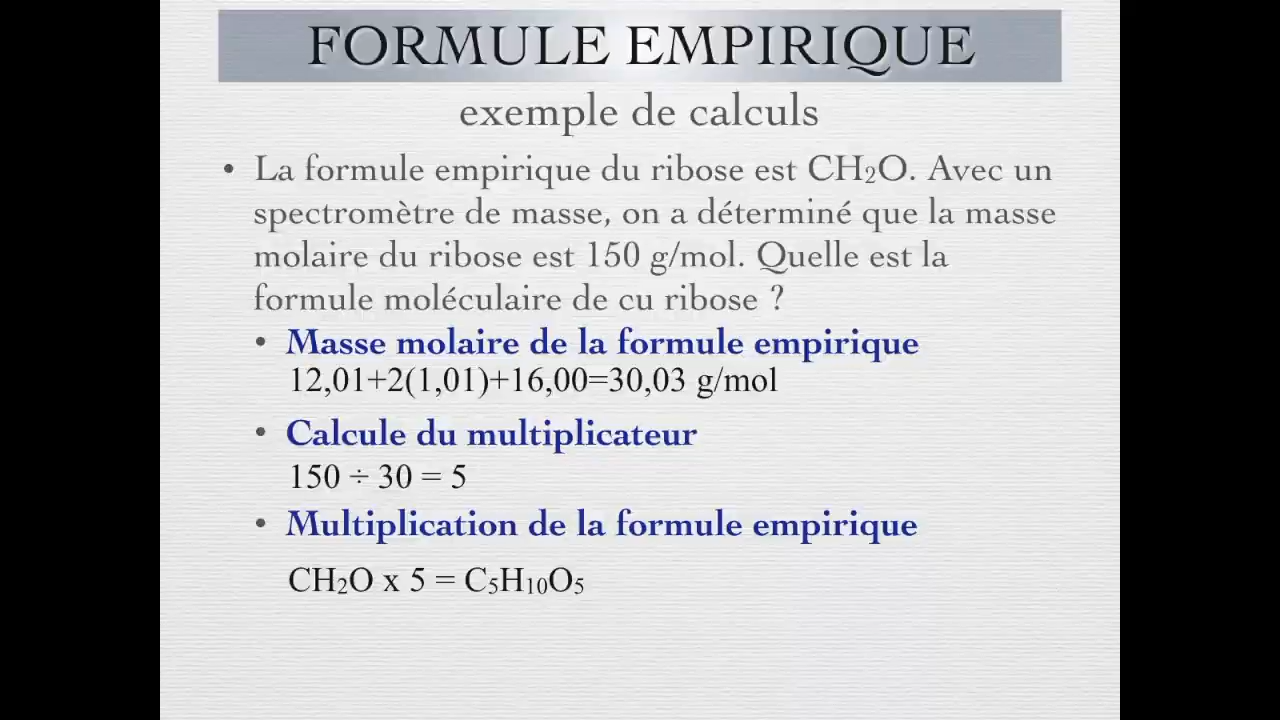 FORMULE EMPIRIQUE
exemple de calculs
• La formule empirique du ribose est CH₂O. Avec un
spectromètre de masse, on a déterminé que la masse
molaire du ribose est 150 g/mol. Quelle est la
formule moléculaire de cu ribose ?
• Masse molaire de la formule empirique
12,01+2(1,01)+16,00=30,03 g/mol
• Calcule du multiplicateur
150 ÷ 30 = 5
• Multiplication de la formule empirique
CH₂O x 5 = C₅H₁₀O₅